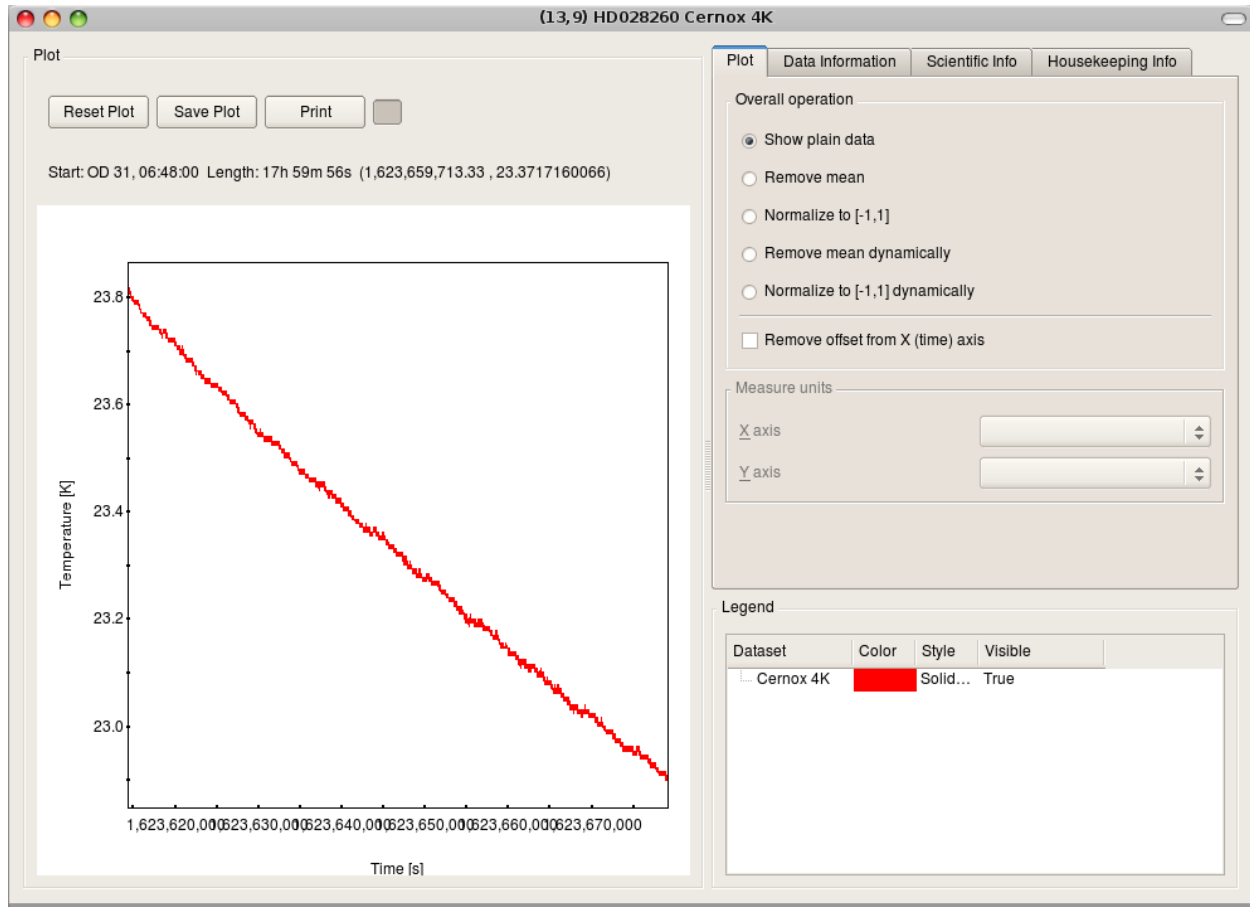 (13,9) HD028260 Cernox 4K
Plot
Reset Plot Save Plot Print
Start: OD 31, 06:48:00 Length: 17h 59m 56s (1,623,659,713.33 , 23.3717160066)
23.8
23.6
23.4
23.2
23.0
Temperature [K]
1,623,620,000 1,623,630,000 1,623,640,000 1,623,650,000 1,623,660,000 1,623,670,000
Time [s]
Plot Data Information Scientific Info Housekeeping Info
Overall operation
Show plain data
Remove mean
Normalize to [-1,1]
Remove mean dynamically
Normalize to [-1,1] dynamically
Remove offset from X (time) axis
Measure units
X axis
Y axis
Legend
Dataset Color Style Visible
Cernox 4K Solid... True